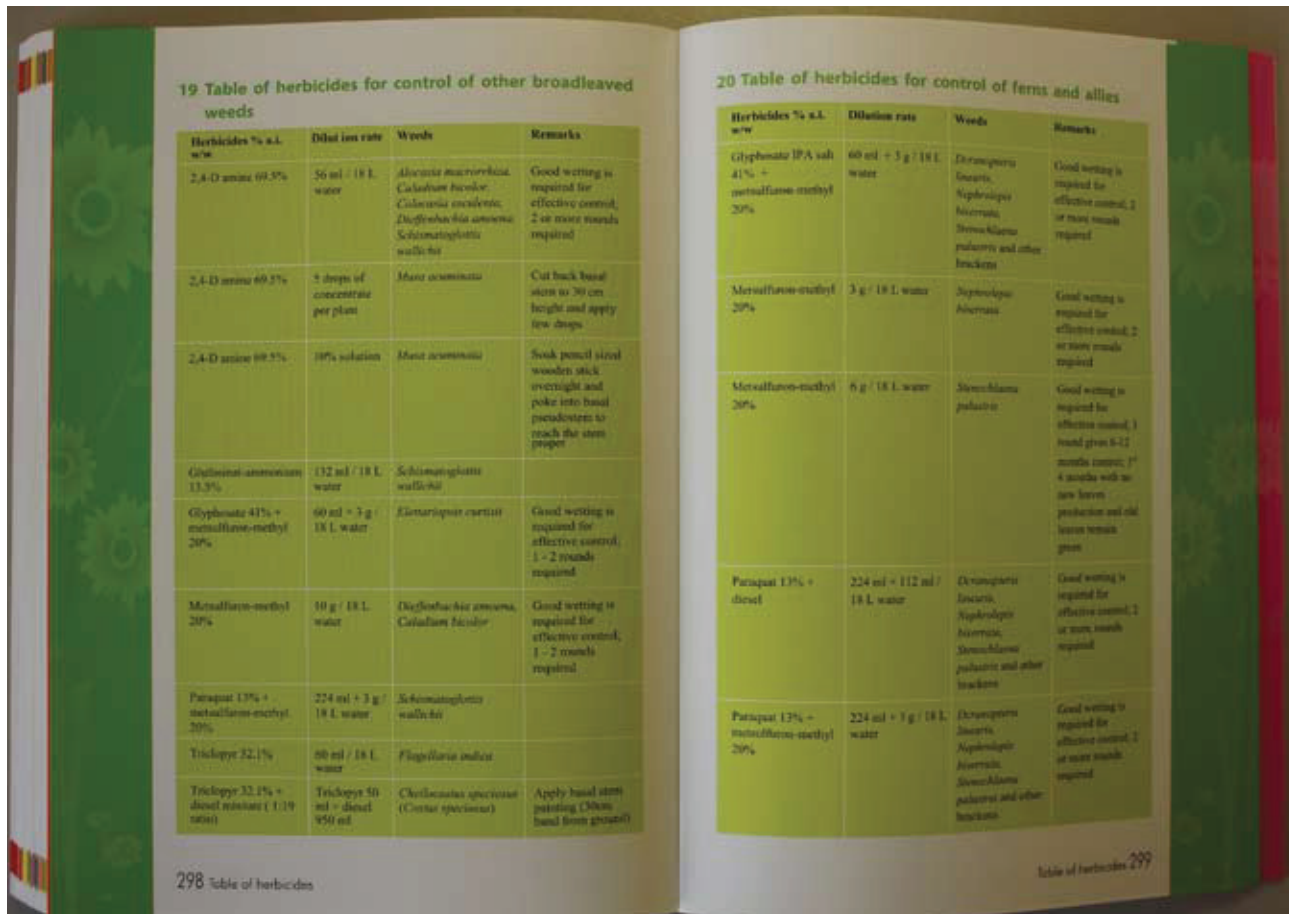 19 Table of herbicides for control of other broadleaved
weeds
Herbicides % a.i.
w/w
Dilut ion rate
Weeds
Remarks
2,4-D amine 69.5%
56 ml / 18 L
water
Alocasia macrorrhiza,
Caladium bicolor,
Colocasia esculenta,
Dieffenbachia amoena,
Schismatoglottis
wallichii
Good wetting is
required for
effective control;
2 or more rounds
required
2,4-D amine 69.5%
5 drops of
concentrate
per plant
Musa acuminata
Cut back basal
stem to 30 cm
height and apply
few drops
2,4-D amine 69.5%
10% solution
Musa acuminata
Soak pencil sized
wooden stick
overnight and
poke into basal
pseudostem to
reach the stem
proper
Glufosinate-ammonium
13.5%
132 ml / 18 L
water
Schismatoglottis
wallichii
Glyphosate 41% +
metsulfuron-methyl
20%
60 ml + 3 g /
18 L water
curtisii
Good wetting is
required for
effective control;
1 - 2 rounds
required
Metsulfuron-methyl
20%
10 g / 18 L
water
Dieffenbachia amoena,
Caladium bicolor
Good wetting is
required for
effective control;
1 - 2 rounds
required
Paraquat 13% +
metsulfuron-methyl
20%
224 ml + 3 g /
18 L water
Schismatoglottis
wallichii
Triclopyr 32.1%
60 ml / 18 L
water
Flagellaria indica
Triclopyr 32.1% +
diesel mixture ( 1:19
ratio)
Triclopyr 50
ml + diesel
950 ml
Cheilocostus speciosus
(Costus speciosus)
Apply basal stem
painting (30cm
band from ground)
298 Table of herbicides
20 Table of herbicides for control of ferns and allies
Herbicides % a.i.
w/w
Dilution rate
Weeds
Remarks
Glyphosate IPA salt
41% +
metsulfuron-methyl
20%
60 ml + 3 g / 18 L
water
Dicranopteris
linearis,
Nephrolepis
biserrata,
Stenochlaena
palustris and other
brackens
Good wetting is
required for
effective control; 2
or more rounds
required
Metsulfuron-methyl
20%
3 g / 18 L water
Nephrolepis
biserrata
Good wetting is
required for
effective control; 2
or more rounds
required
Metsulfuron-methyl
20%
6 g / 18 L water
Stenochlaena
palustris
Good wetting is
required for
effective control; 1
round gives 8-12
months control; 1st
4 months with no
new leaves
production and old
leaves remain
green
Paraquat 13% +
diesel
224 ml + 112 ml /
18 L water
Dicranopteris
linearis,
Nephrolepis
biserrata,
Stenochlaena
palustris and other
brackens
Good wetting is
required for
effective control; 2
or more rounds
required
Paraquat 13% +
metsulfuron-methyl
20%
224 ml + 3 g / 18 L
water
Dicranopteris
linearis,
Nephrolepis
biserrata,
Stenochlaena
palustris and other
brackens
Good wetting is
required for
effective control; 2
or more rounds
required
Table of herbicides 299